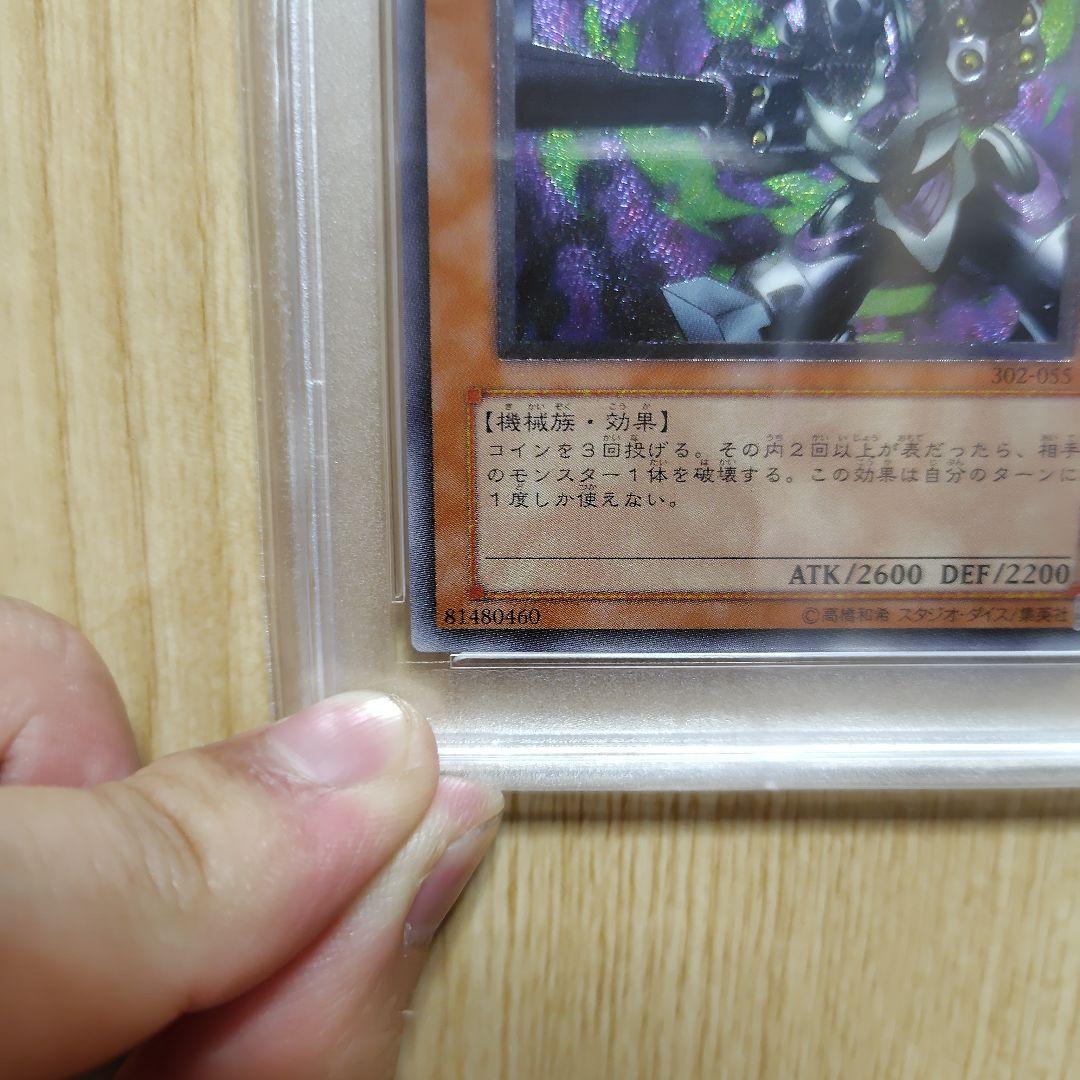 302-055
【機械族・効果】
コインを3回投げる。その内2回以上が表だったら、相手
のモンスター1体を破壊する。この効果は自分のターンに
1度しか使えない。
ATK/2600 DEF/2200
81480460 ©高橋和希 スタジオ・ダイス/集英社